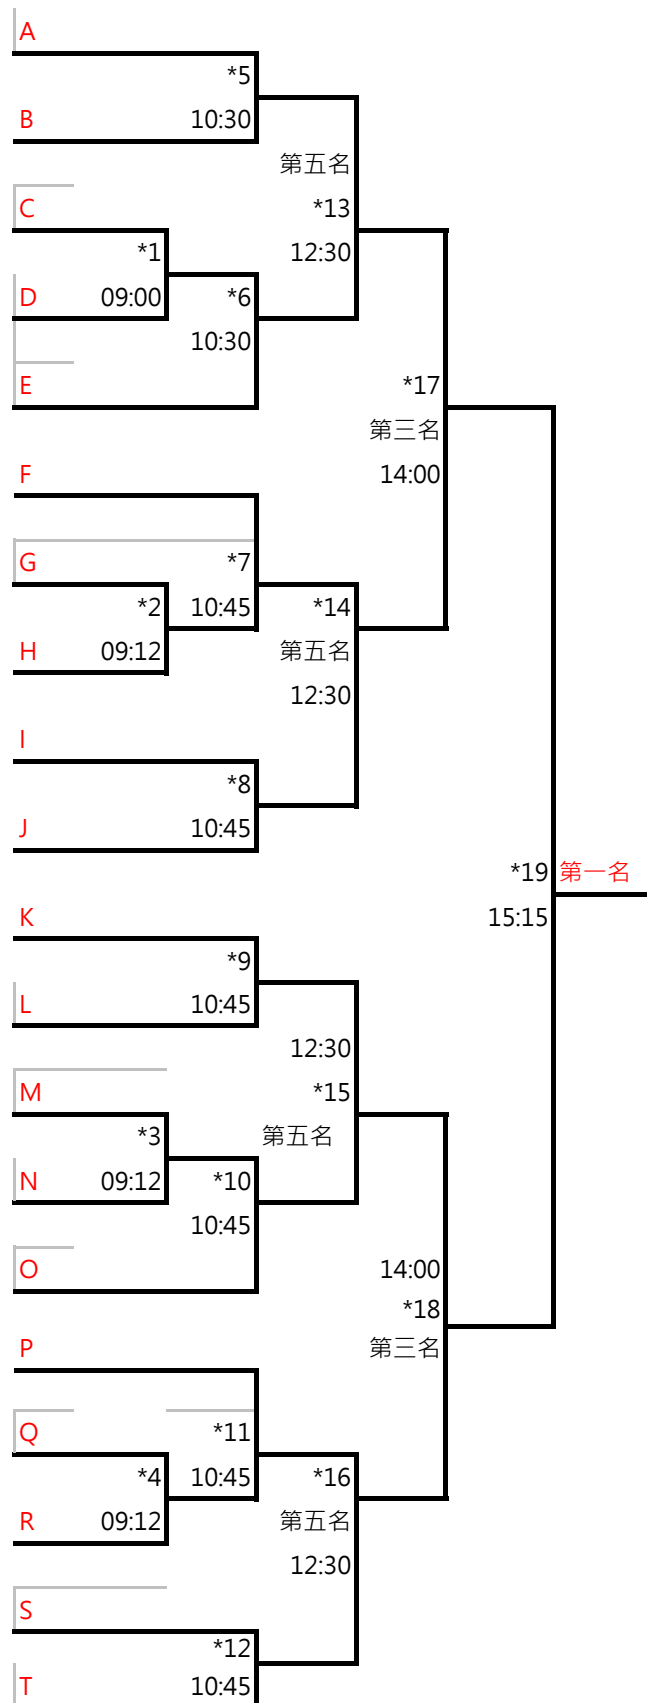 A
*5
B 10:30
第五名
C *13
*1 12:30
D 09:00 *6
10:30
E *17
第三名
F 14:00
G *7
*2 10:45 *14
H 09:12 第五名
12:30
I
*8
J 10:45
*19 第一名
K 15:15
*9
L 10:45
12:30
M *15
*3 第五名
N 09:12 *10
10:45
O 14:00
*18
P 第三名
Q *11
*4 10:45 *16
R 09:12 第五名
12:30
S
*12
T 10:45